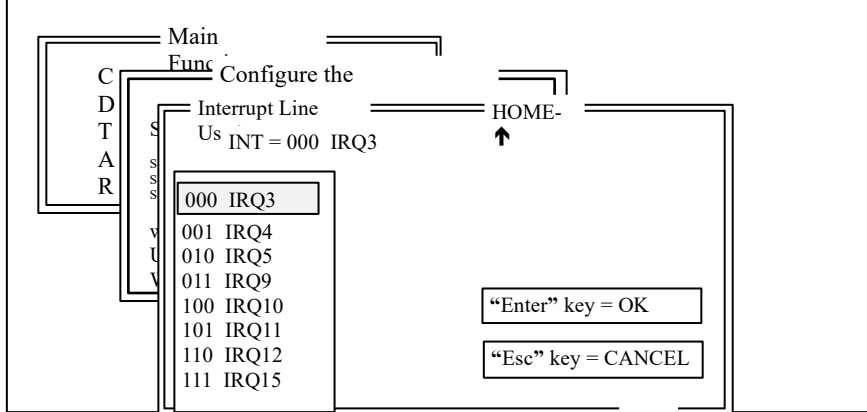 Main
Func
Configure the
C
D
T
A
R
Interrupt Line
HOME-
Us
INT = 000 IRQ3
S
S
S
S
000 IRQ3
001 IRQ4
010 IRQ5
011 IRQ9
100 IRQ10
101 IRQ11
110 IRQ12
111 IRQ15
“Enter” key = OK
“Esc” key = CANCEL